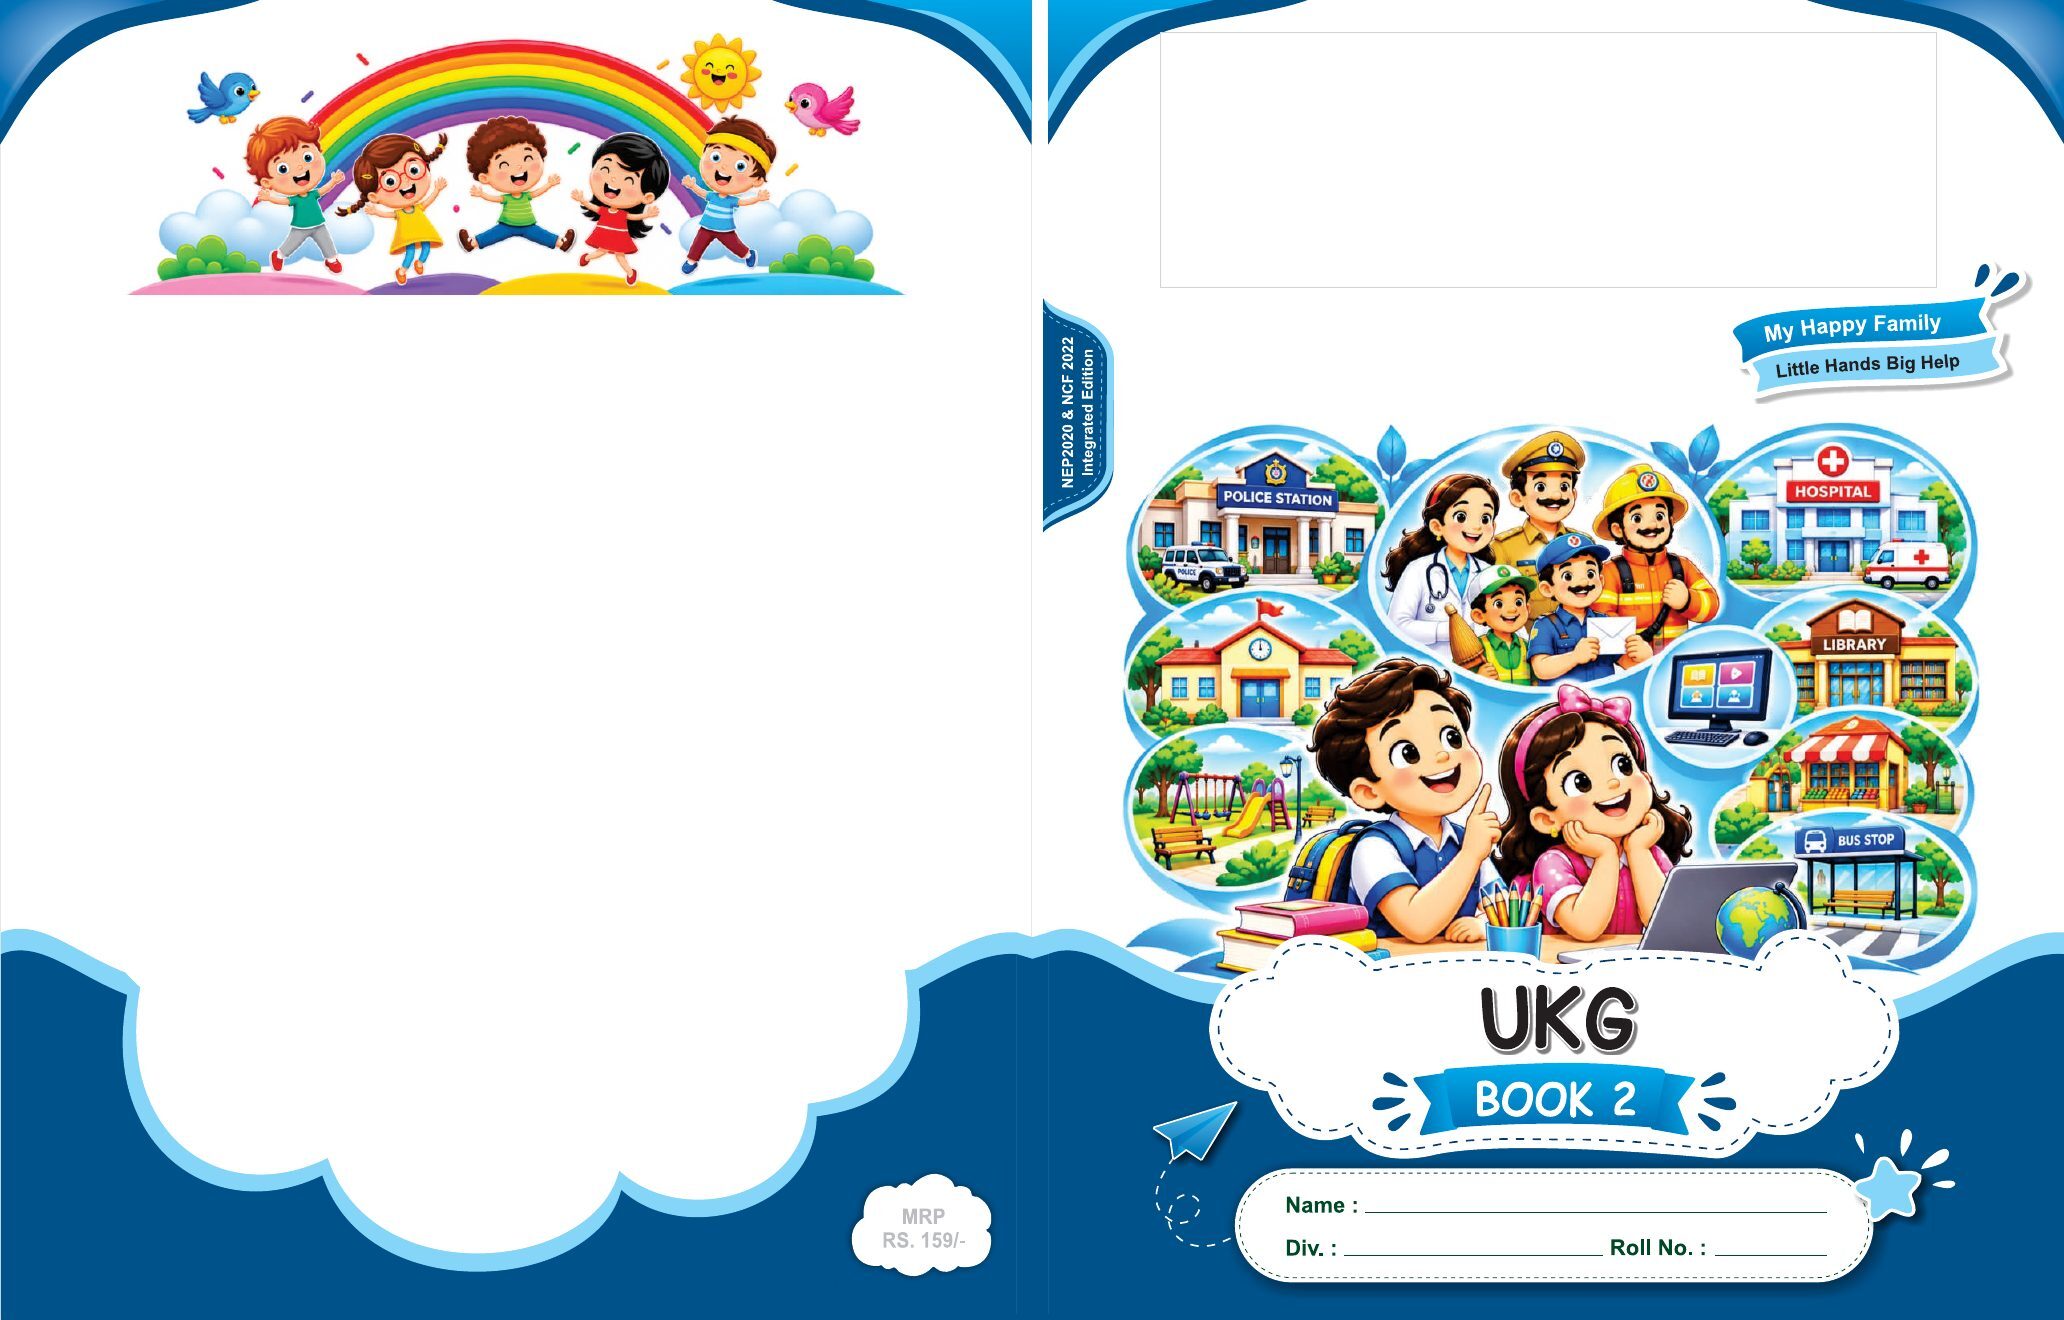 MRP
RS. 159/-
NEP2020 & NCF 2022
Integrated Edition
My Happy Family
Little Hands Big Help
POLICE STATION
POLICE
HOSPITAL
LIBRARY
BUS STOP
UKG
BOOK 2
Name :
Div. :
Roll No. :